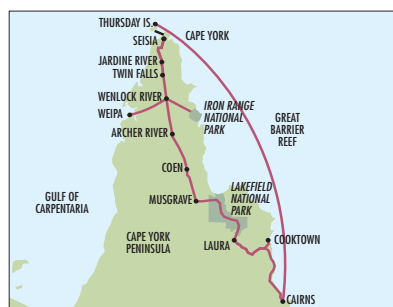 THURSDAY IS.
SEISIA
CAPE YORK
JARDINE RIVER
TWIN FALLS
WENLOCK RIVER
WEIPA
IRON RANGE
NATIONAL
PARK
ARCHER RIVER
GREAT
BARRIER
REEF
COEN
GULF OF
CARPENTARIA
MUSGRAVE
LAKEFIELD
NATIONAL
PARK
CAPE YORK
PENINSULA
LAURA
COOKTOWN
CAIRNS